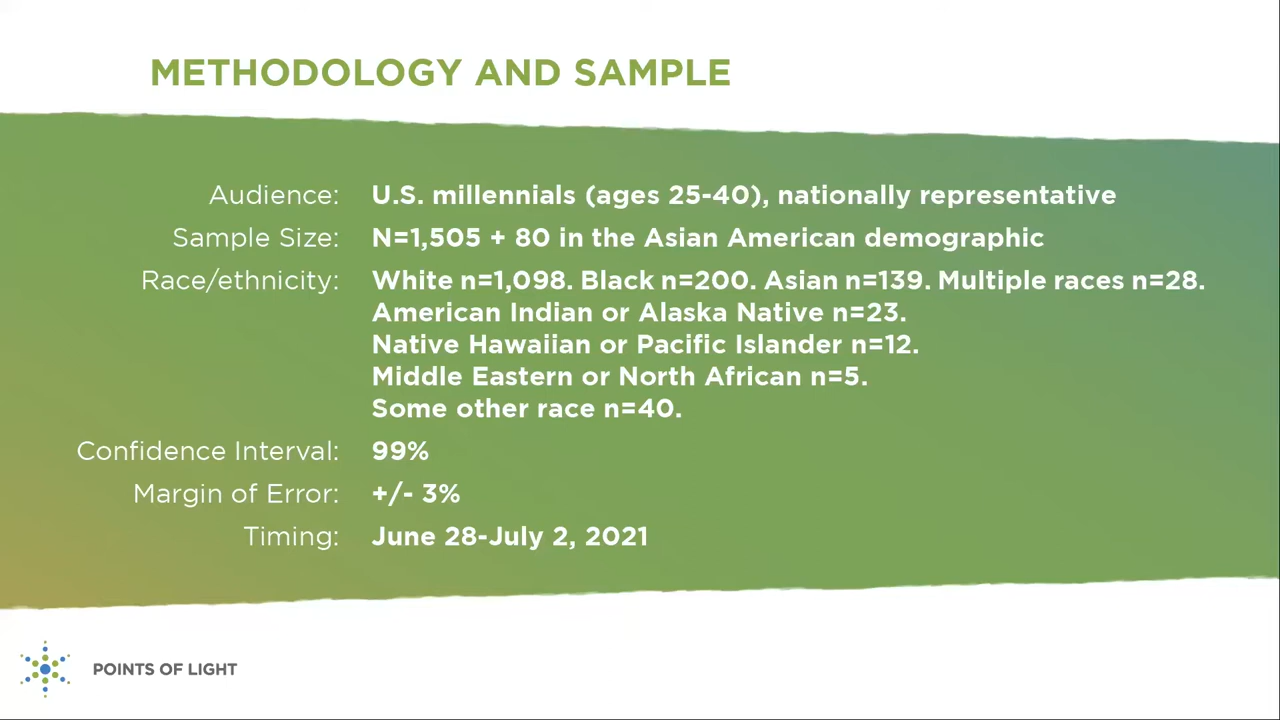 METHODOLOGY AND SAMPLE
Audience: U.S. millennials (ages 25-40), nationally representative
Sample Size: N=1,505 + 80 in the Asian American demographic
Race/ethnicity: White n=1,098. Black n=200. Asian n=139. Multiple races n=28.
American Indian or Alaska Native n=23.
Native Hawaiian or Pacific Islander n=12.
Middle Eastern or North African n=5.
Some other race n=40.
Confidence Interval: 99%
Margin of Error: +/- 3%
Timing: June 28-July 2, 2021
POINTS OF LIGHT